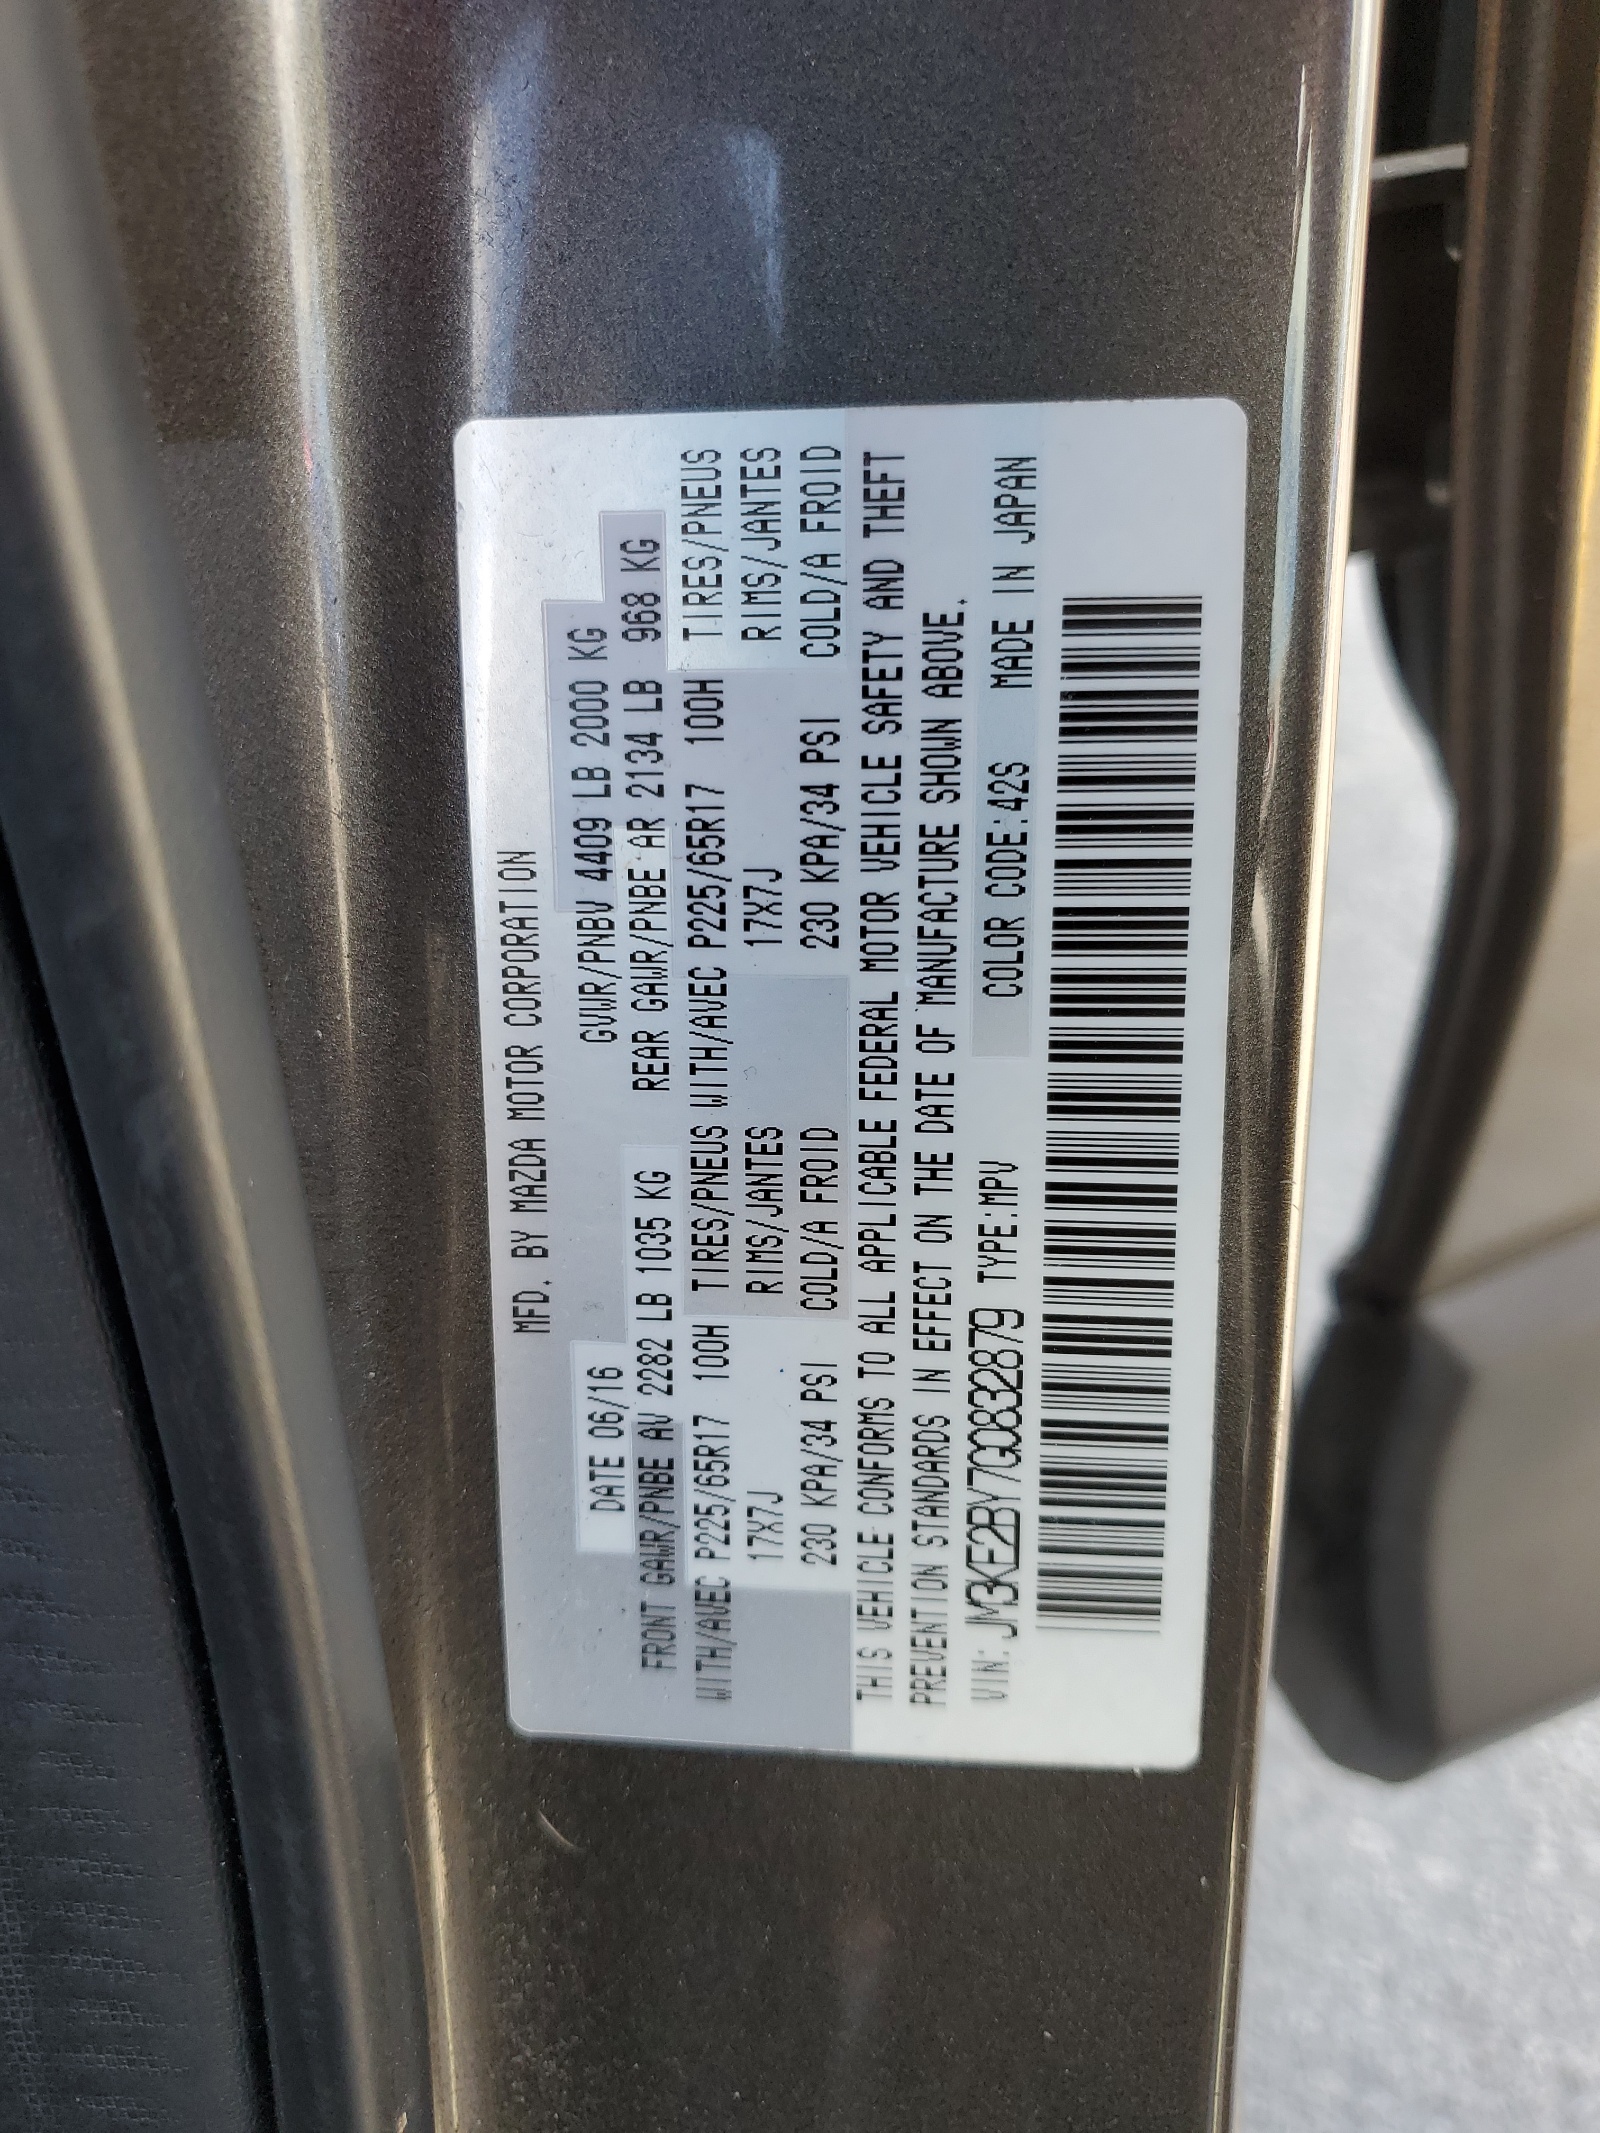 MFD. BY MAZDA MOTOR CORPORATION
DATE 06/16 GVWR/PNBV 4409 LB 2000 KG
FRONT GAWR/PNBE AV 2282 LB 1035 KG REAR GAWR/PNBE AR 2134 LB 968 KG
WITH/AVEC P225/65R17 100H TIRES/PNEUS WITH/AVEC P225/65R17 100H TIRES/PNEUS
17X7J RIMS/JANTES 17X7J RIMS/JANTES
230 KPA/34 PSI COLD/A FROID 230 KPA/34 PSI COLD/A FROID
THIS VEHICLE CONFORMS TO ALL APPLICABLE FEDERAL MOTOR VEHICLE SAFETY AND THEFT
PREVENTION STANDARDS IN EFFECT ON THE DATE OF MANUFACTURE SHOWN ABOVE.
VIN: JM3KE2BY7G0832879 TYPE:MPV COLOR CODE:42S MADE IN JAPAN